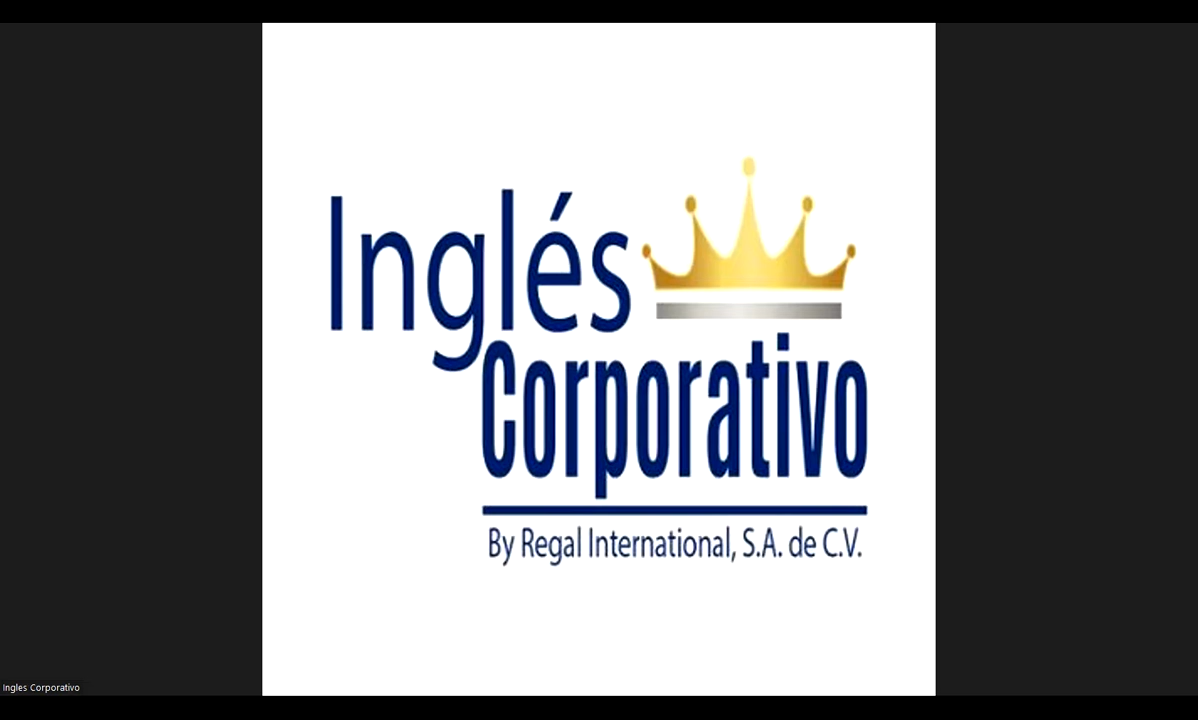 Inglés
Corporativo
By Regal International, S.A. de C.V.
Ingles Corporativo